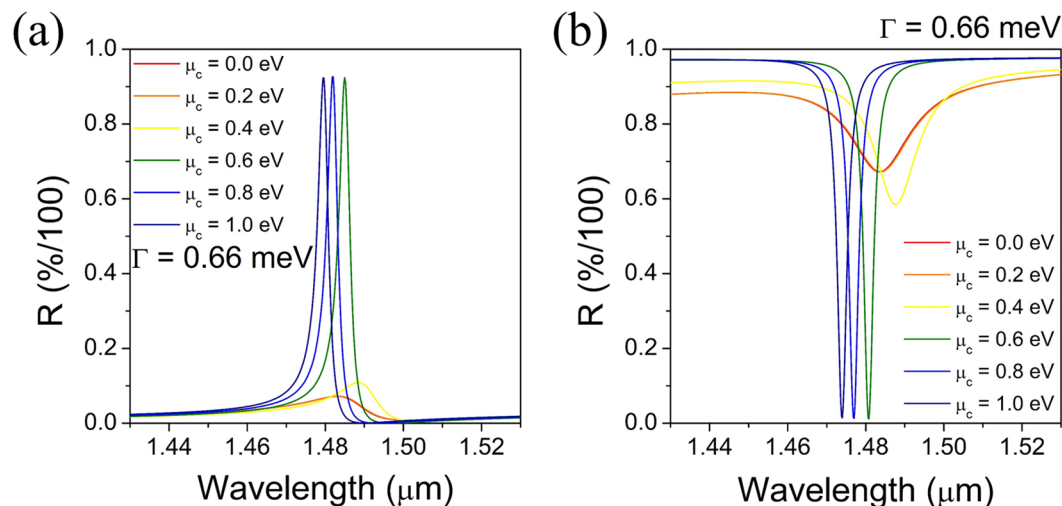 (a)
R (%/100)
1.0
0.8
0.6
0.4
0.2
0.0
μc = 0.0 eV
μc = 0.2 eV
μc = 0.4 eV
μc = 0.6 eV
μc = 0.8 eV
μc = 1.0 eV
Γ = 0.66 meV
1.44 1.46 1.48 1.50 1.52
Wavelength (μm)
(b)
Γ = 0.66 meV
R (%/100)
1.0
0.8
0.6
0.4
0.2
0.0
μc = 0.0 eV
μc = 0.2 eV
μc = 0.4 eV
μc = 0.6 eV
μc = 0.8 eV
μc = 1.0 eV
1.44 1.46 1.48 1.50 1.52
Wavelength (μm)